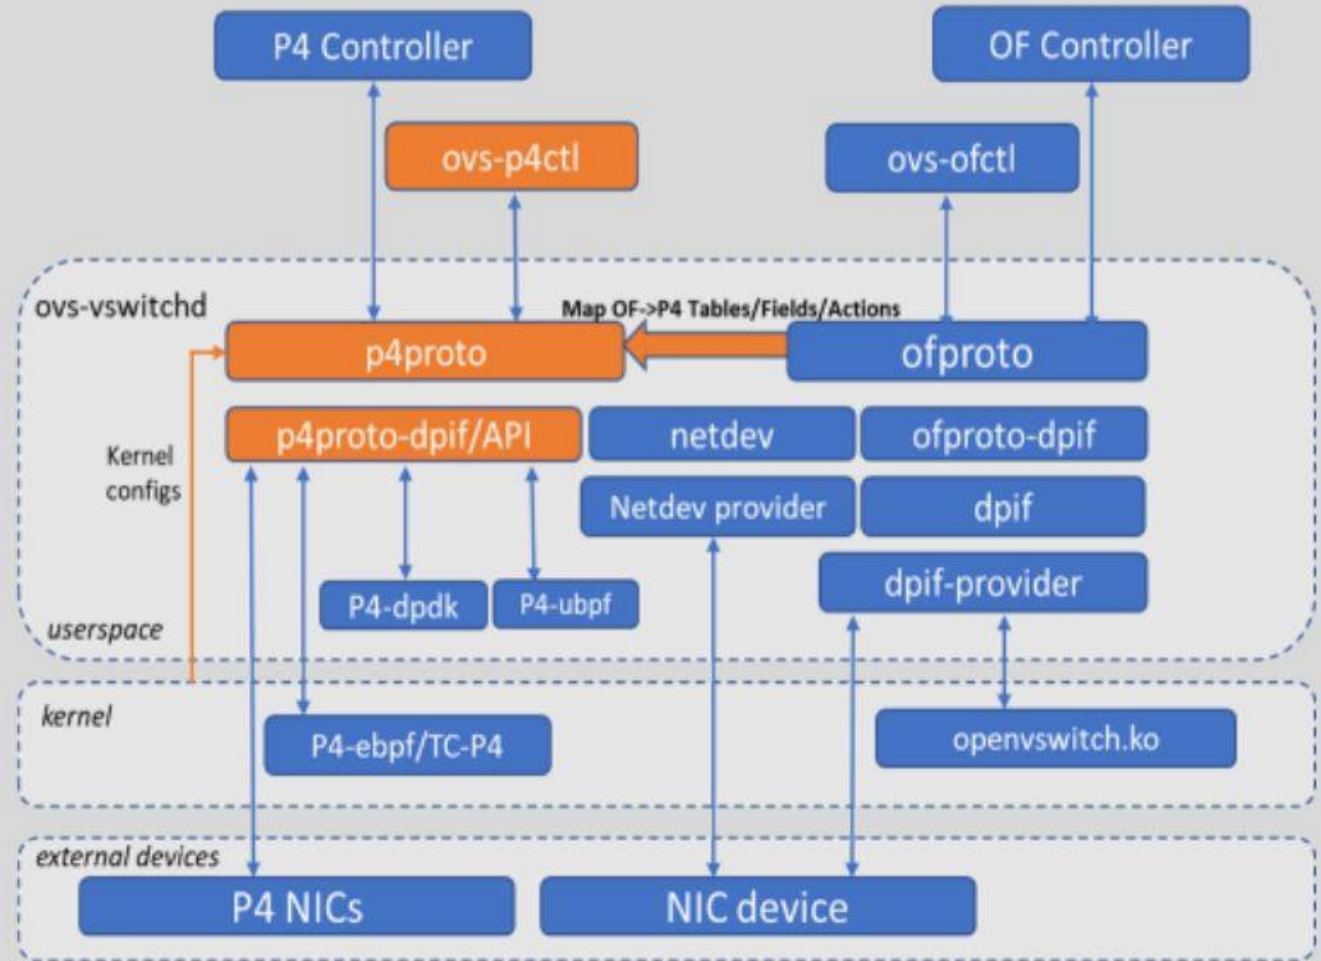 P4 Controller
OF Controller
ovs-p4ctl
ovs-ofctl
ovs-vswitchd
Map OF->P4 Tables/Fields/Actions
p4proto
ofproto
p4proto-dpif/API
netdev
ofproto-dpif
Kernel
configs
Netdev provider
dpif
dpif-provider
P4-dpdk
P4-ubpf
userspace
kernel
P4-ebpf/TC-P4
openvswitch.ko
external devices
P4 NICs
NIC device